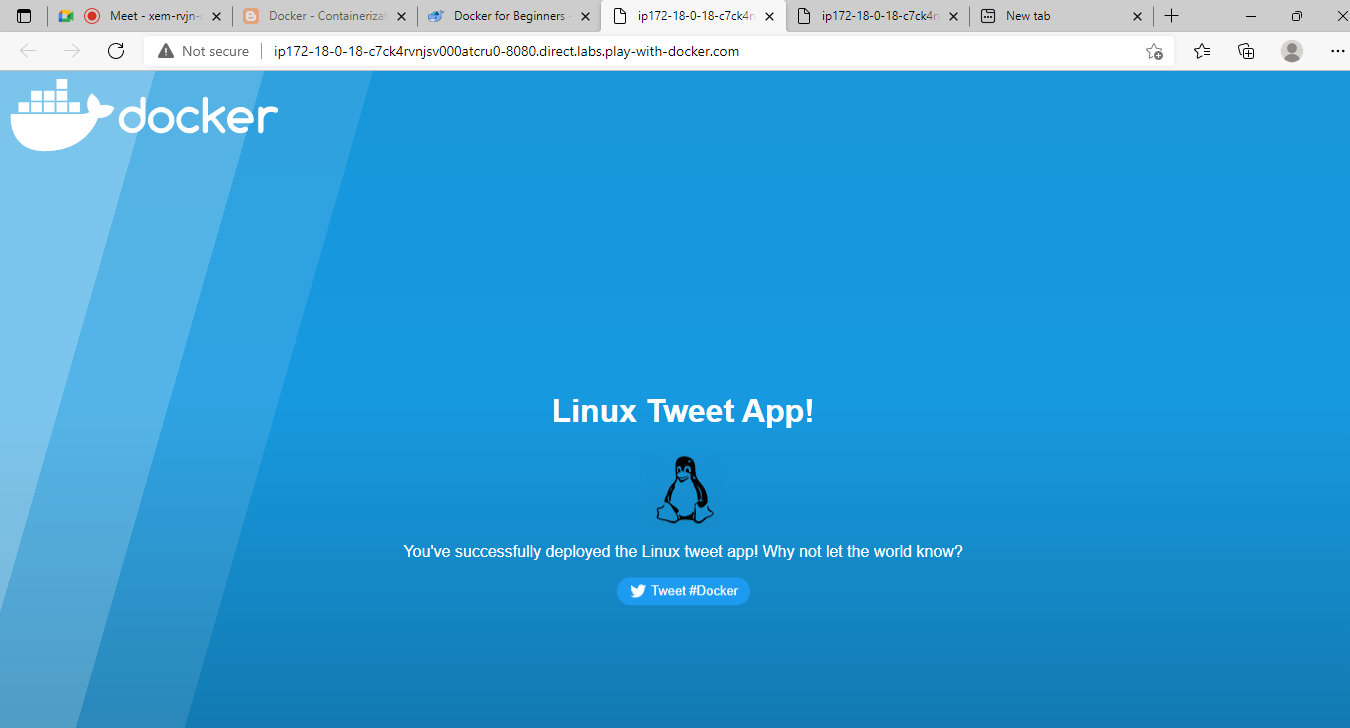 Meet - xem-rvjn-
Docker - Containerizat
Docker for Beginners -
ip172-18-0-18-c7ck4r
ip172-18-0-18-c7ck4r
New tab
Not secure
ip172-18-0-18-c7ck4rvnjsv000atcru0-8080.direct.labs.play-with-docker.com
docker
Linux Tweet App!
You've successfully deployed the Linux tweet app! Why not let the world know?
Tweet #Docker